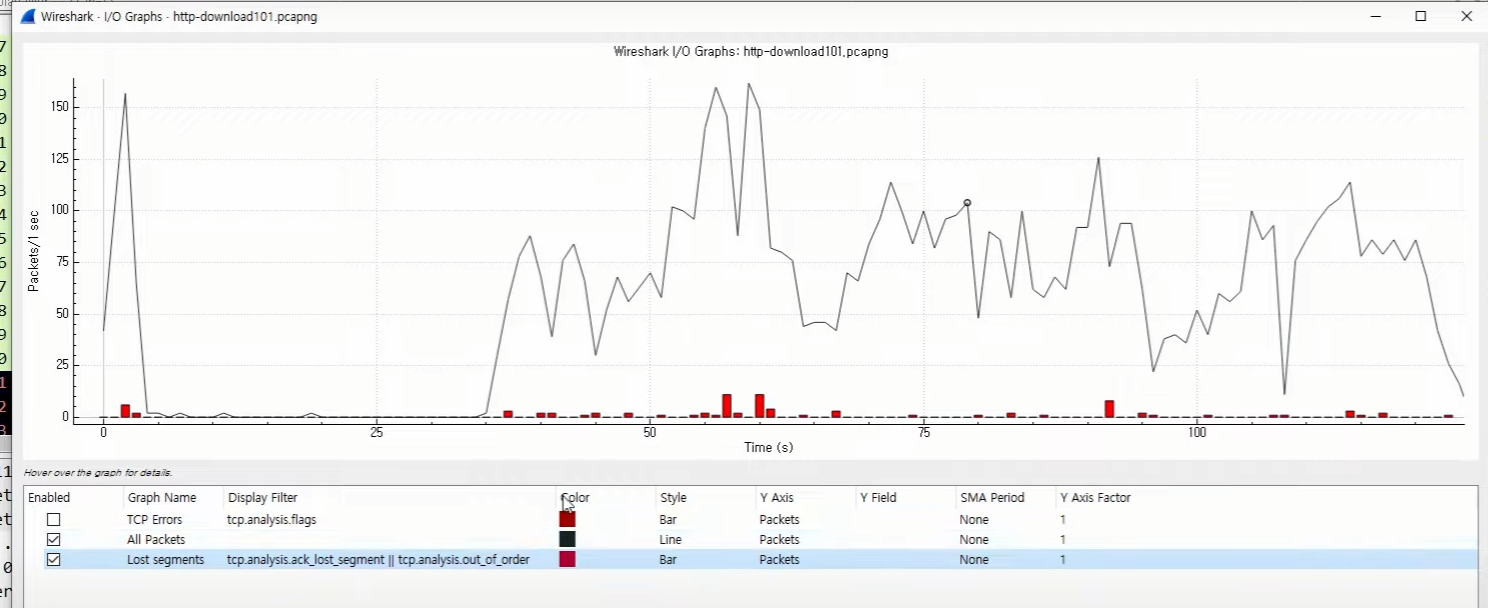 Wireshark · I/O Graphs · http-download101.pcapng
Wireshark I/O Graphs: http-download101.pcapng
Packets/1 sec
150
125
100
75
50
25
0
0 25 50 75 100
Time (s)
Hover over the graph for details.
Enabled Graph Name Display Filter Color Style Y Axis Y Field SMA Period Y Axis Factor
TCP Errors tcp.analysis.flags Bar Packets None 1
All Packets Line Packets None 1
Lost segments tcp.analysis.ack_lost_segment || tcp.analysis.out_of_order Bar Packets None 1